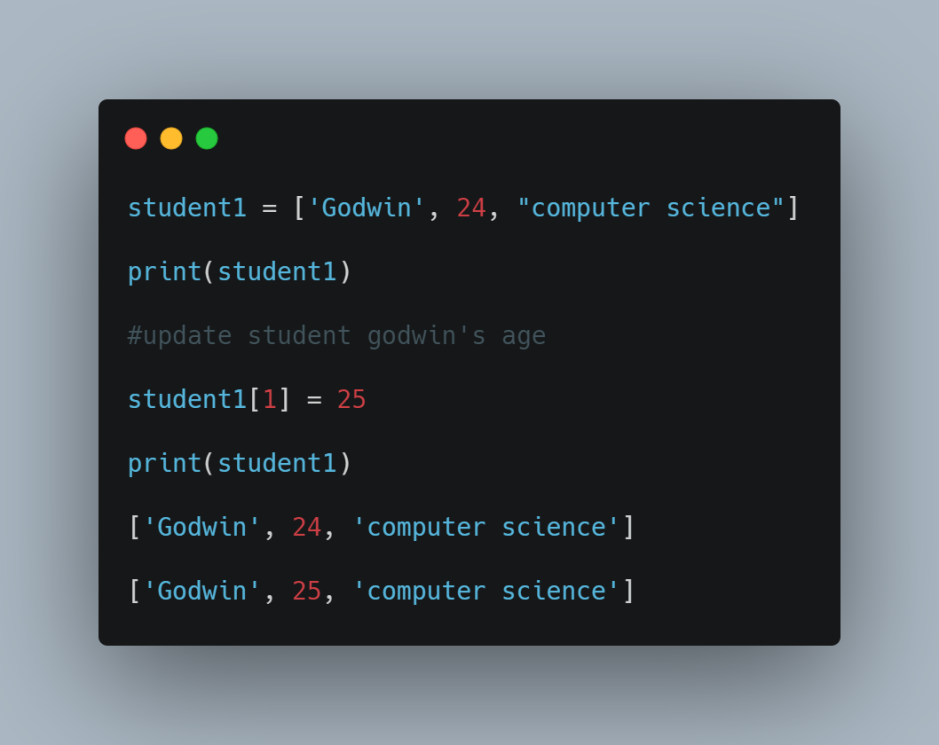 student1 = ['Godwin', 24, "computer science"]
print(student1)
#update student godwin's age
student1[1] = 25
print(student1)
['Godwin', 24, 'computer science']
['Godwin', 25, 'computer science']